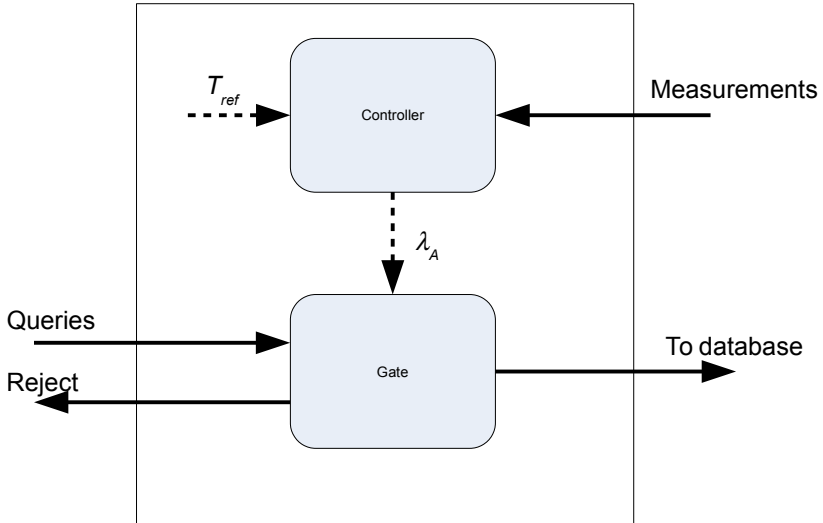 T_ref
Measurements
Controller
λ_A
Queries
To database
Reject
Gate